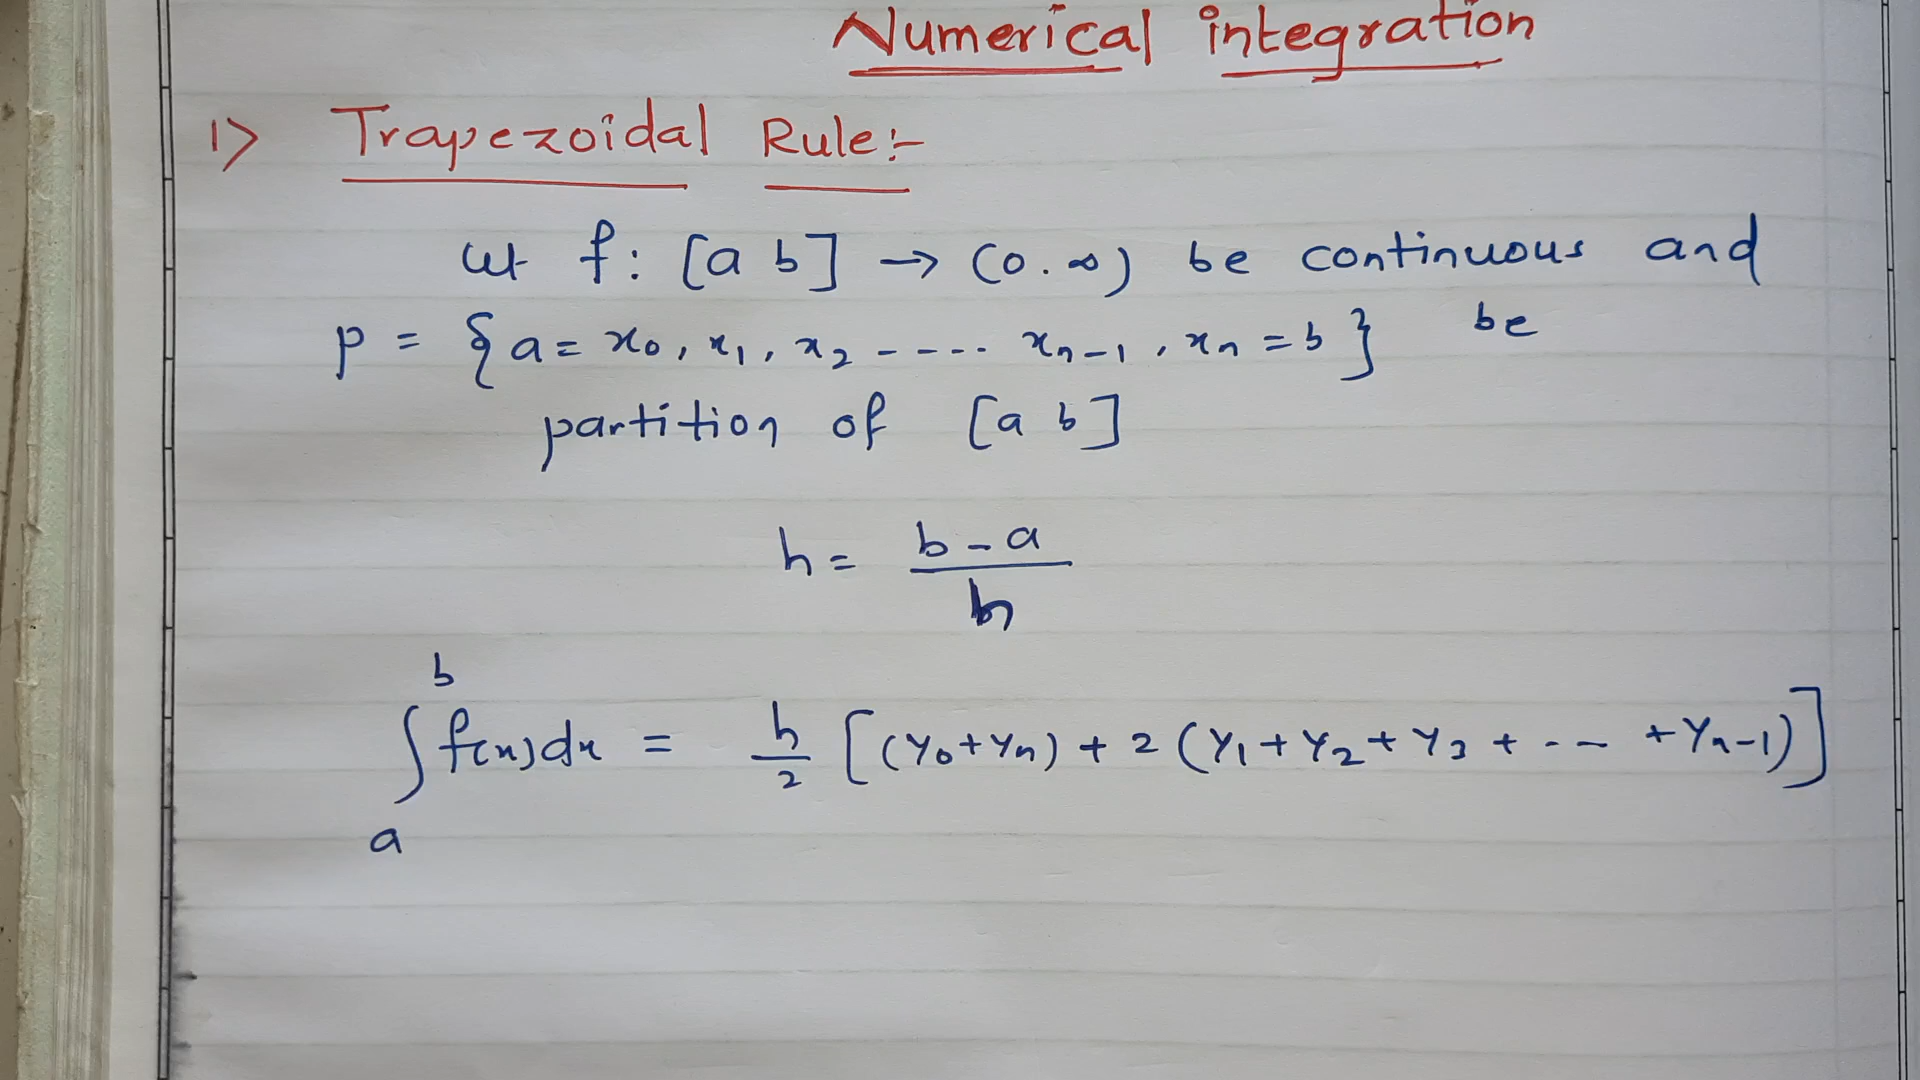 Numerical integration
1) Trapezoidal Rule:-
Let f: [a b] → (0.∞) be continuous and
p = {a = x₀, x₁, x₂ ----- xₙ₋₁, xₙ = b} be
partition of [a b]
h = (b - a) / n
∫ₐᵇ f(x)dx = h/2 [(y₀+yₙ) + 2 (y₁+y₂+y₃ + --- +yₙ₋₁)]